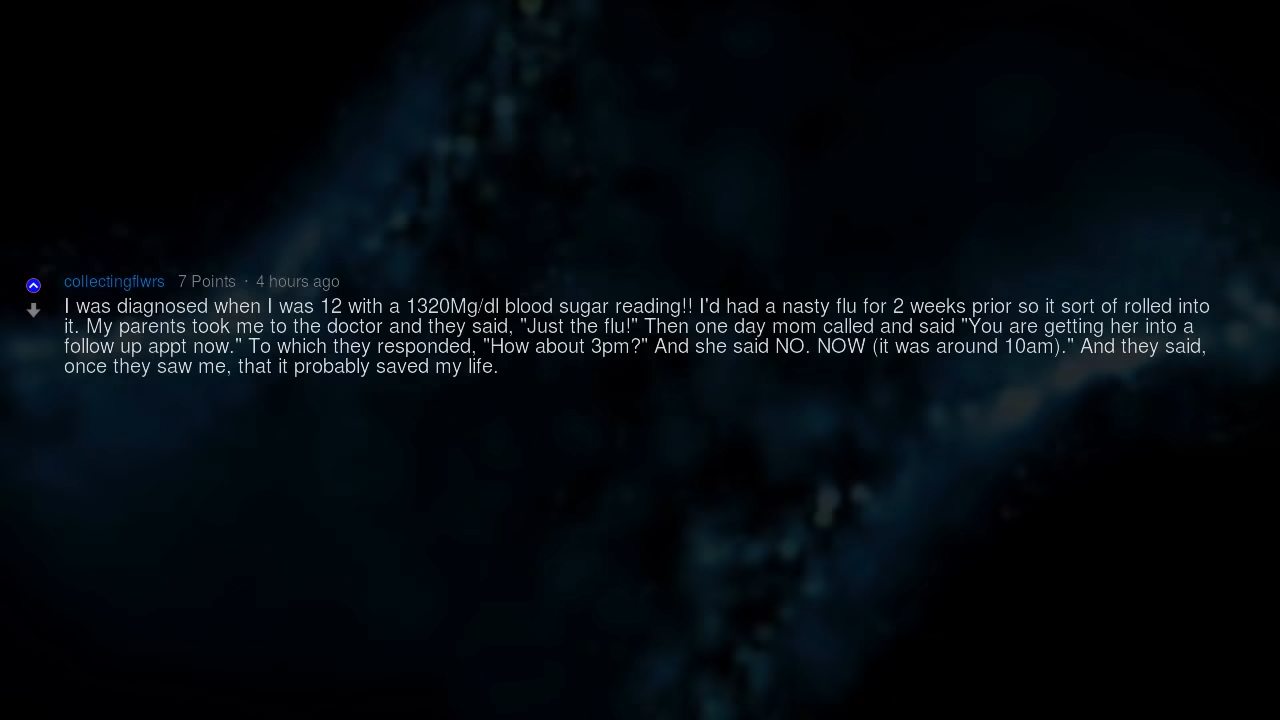 collectingflwrs 7 Points · 4 hours ago
I was diagnosed when I was 12 with a 1320Mg/dl blood sugar reading!! I'd had a nasty flu for 2 weeks prior so it sort of rolled into
it. My parents took me to the doctor and they said, "Just the flu!" Then one day mom called and said "You are getting her into a
follow up appt now." To which they responded, "How about 3pm?" And she said NO. NOW (it was around 10am)." And they said,
once they saw me, that it probably saved my life.